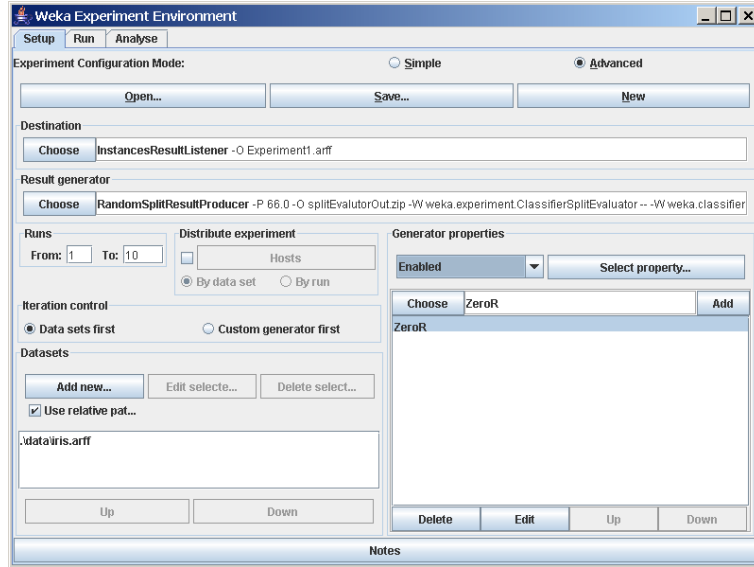 Weka Experiment Environment
Setup Run Analyse
Experiment Configuration Mode: Simple Advanced
Open... Save... New
Destination
Choose InstancesResultListener -O Experiment1.arff
Result generator
Choose RandomSplitResultProducer -P 66.0 -O splitEvalutorOut.zip -W weka.experiment.ClassifierSplitEvaluator -- -W weka.classifier
Runs Distribute experiment Generator properties
From: 1 To: 10 Hosts Enabled Select property...
By data set By run
Choose ZeroR Add
Iteration control
Data sets first Custom generator first ZeroR
Datasets
Add new... Edit selecte... Delete select...
Use relative pat...
.\data\iris.arff
Up Down Delete Edit Up Down
Notes